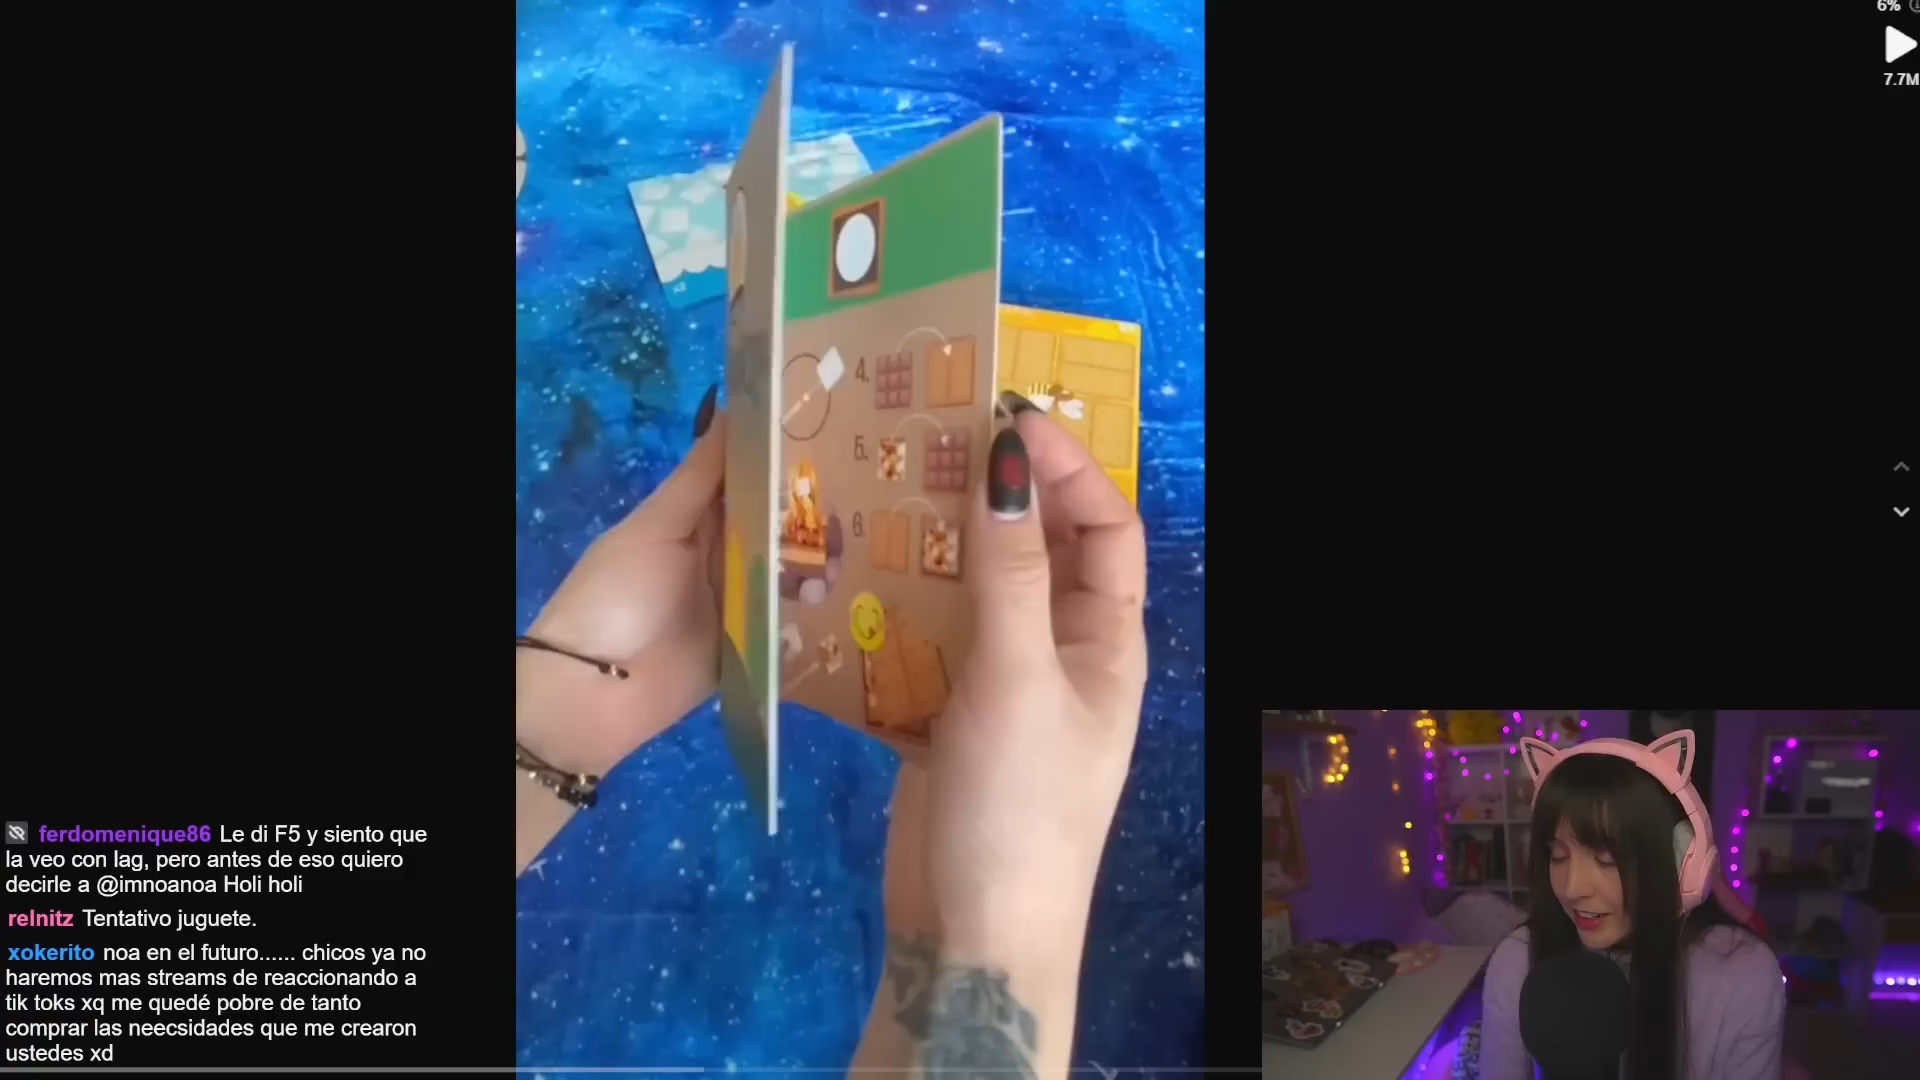 6%
7.7M
4.
5.
6.
x2
ferdomenique86 Le di F5 y siento que
la veo con lag, pero antes de eso quiero
decirle a @imnoanoa Holi holi
relnitz Tentativo juguete.
xokerito noa en el futuro...... chicos ya no
haremos mas streams de reaccionando a
tik toks xq me quedé pobre de tanto
comprar las neecsidades que me crearon
ustedes xd